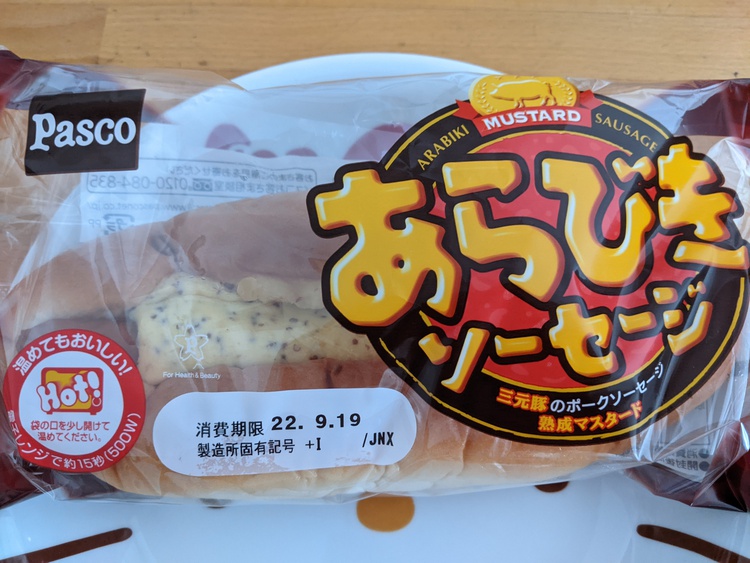 Pasco
MUSTARD
ARABIKI SAUSAGE
あらびき
ソーセージ
三元豚のポークソーセージ
熟成マスタード
温めてもおいしい!
Hot!
袋の口を少し開けて
温めてください。
レンジで約15秒(500W)
For Health & Beauty
消費期限 22. 9.19
製造所固有記号 +I /JNX
0120-084-835